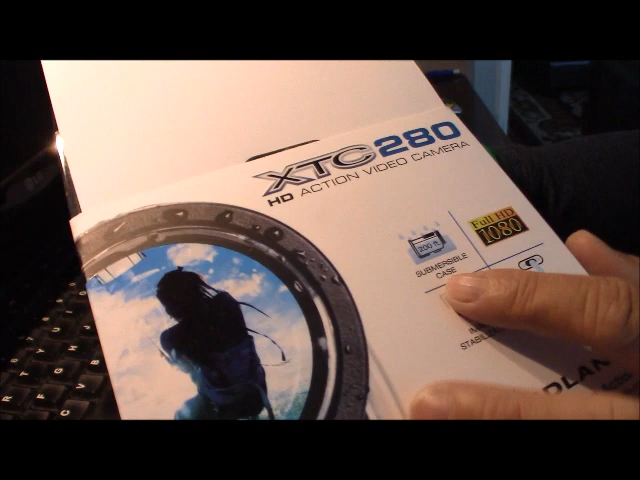 XTC280
HD ACTION VIDEO CAMERA
200 ft.
Full HD
1080
SUBMERSIBLE
CASE